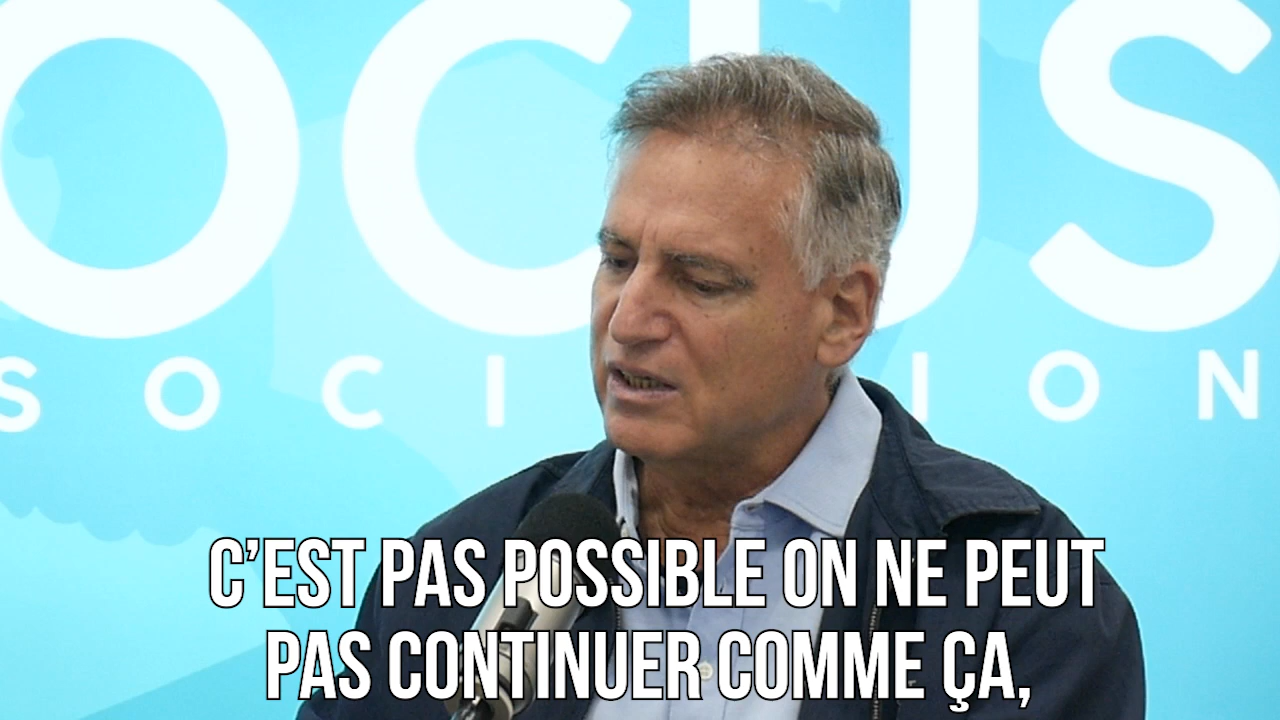 OCUS
SOCI ION
C'EST PAS POSSIBLE ON NE PEUT
PAS CONTINUER COMME ÇA,